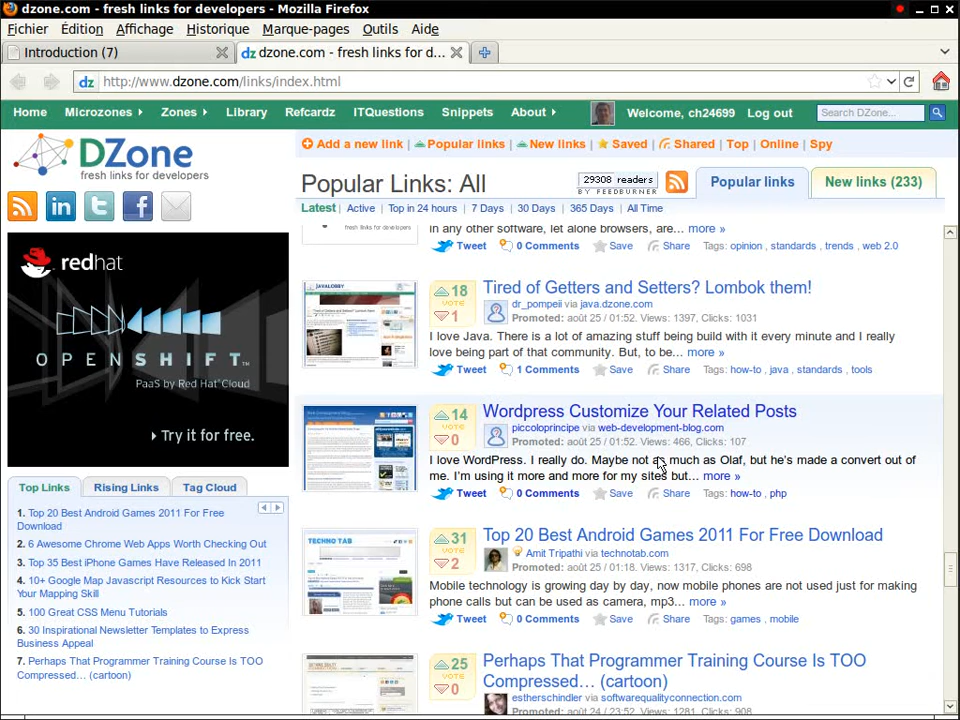 dzone.com - fresh links for developers - Mozilla Firefox
Fichier Édition Affichage Historique Marque-pages Outils Aide
Introduction (7)
dz dzone.com - fresh links for d...
dz http://www.dzone.com/links/index.html
Home Microzones Zones Library Refcardz ITQuestions Snippets About Welcome, ch24699 Log out Search DZone
DZone
fresh links for developers
Add a new link | Popular links | New links | Saved | Shared | Top | Online | Spy
Popular Links: All
29308 readers
BY FEEDBURNER
Popular links
New links (233)
Latest | Active | Top in 24 hours | 7 Days | 30 Days | 365 Days | All Time
redhat
OPENSHIFT™
PaaS by Red Hat® Cloud
Try it for free.
Top Links Rising Links Tag Cloud
1. Top 20 Best Android Games 2011 For Free
Download
2. 6 Awesome Chrome Web Apps Worth Checking Out
3. Top 35 Best iPhone Games Have Released In 2011
4. 10+ Google Map Javascript Resources to Kick Start
Your Mapping Skill
5. 100 Great CSS Menu Tutorials
6. 30 Inspirational Newsletter Templates to Express
Business Appeal
7. Perhaps That Programmer Training Course Is TOO
Compressed… (cartoon)
fresh links for developers
in any other software, let alone browsers, are... more »
Tweet 0 Comments Save Share Tags: opinion , standards , trends , web 2.0
18
VOTE
1
Tired of Getters and Setters? Lombok them!
dr_pompeii via java.dzone.com
Promoted: août 25 / 01:52. Views: 1397, Clicks: 1031
I love Java. There is a lot of amazing stuff being build with it every minute and I really
love being part of that community. But, to be... more »
Tweet 1 Comments Save Share Tags: how-to , java , standards , tools
14
VOTE
0
Wordpress Customize Your Related Posts
piccoloprincipe via web-development-blog.com
Promoted: août 25 / 01:52. Views: 466, Clicks: 107
I love WordPress. I really do. Maybe not as much as Olaf, but he's made a convert out of
me. I'm using it more and more for my sites but... more »
Tweet 0 Comments Save Share Tags: how-to , php
TECHNO TAB
31
VOTE
2
Top 20 Best Android Games 2011 For Free Download
Amit Tripathi via technotab.com
Promoted: août 25 / 01:18. Views: 1317, Clicks: 698
Mobile technology is growing day by day, now mobile phones are not used just for making
phone calls but can be used as camera, mp3... more »
Tweet 0 Comments Save Share Tags: games , mobile
25
VOTE
0
Perhaps That Programmer Training Course Is TOO
Compressed… (cartoon)
estherschindler via softwarequalityconnection.com
Promoted: août 24 / 23:52. Views: 1281, Clicks: 908